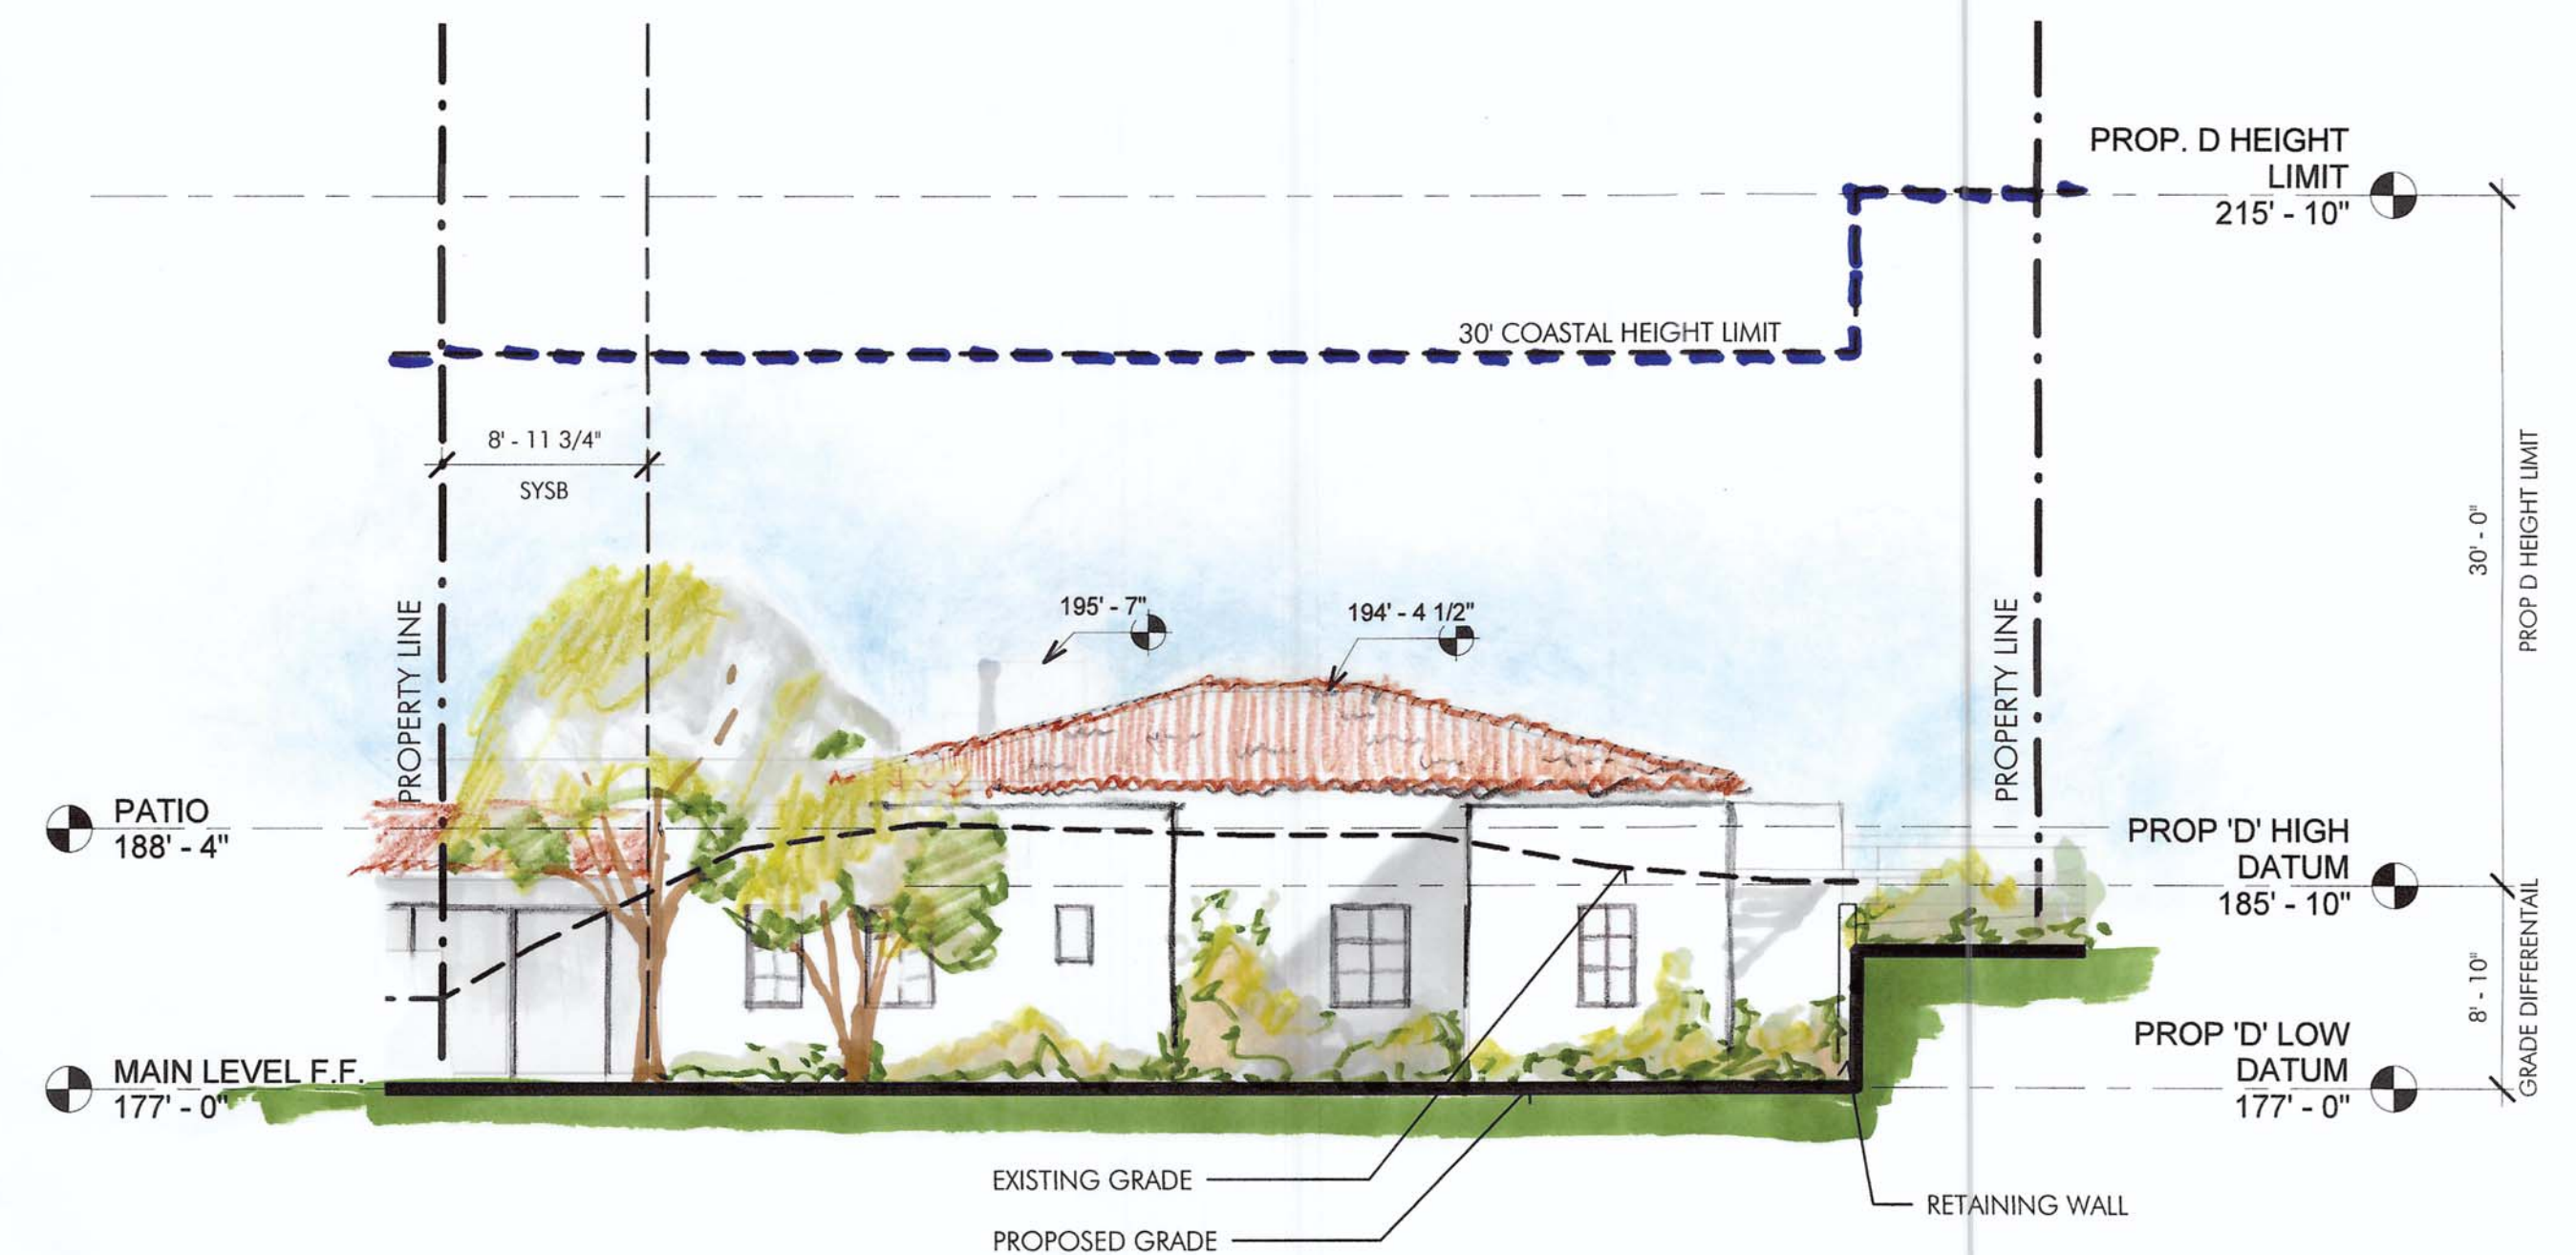 PROP. D HEIGHT
LIMIT
215' - 10"
30' COASTAL HEIGHT LIMIT
8' - 11 3/4"
SYSB
PROPERTY LINE
195' - 7"
194' - 4 1/2"
PROPERTY LINE
30' - 0"
PROP D HEIGHT LIMIT
PATIO
188' - 4"
PROP 'D' HIGH
DATUM
185' - 10"
8' - 10"
GRADE DIFFERENTAIL
MAIN LEVEL F.F.
177' - 0"
PROP 'D' LOW
DATUM
177' - 0"
EXISTING GRADE
PROPOSED GRADE
RETAINING WALL